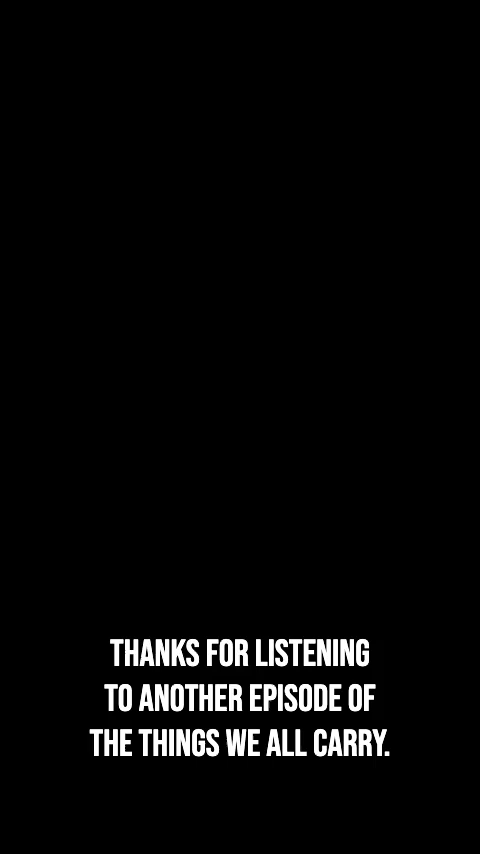 THANKS FOR LISTENING
TO ANOTHER EPISODE OF
THE THINGS WE ALL CARRY.